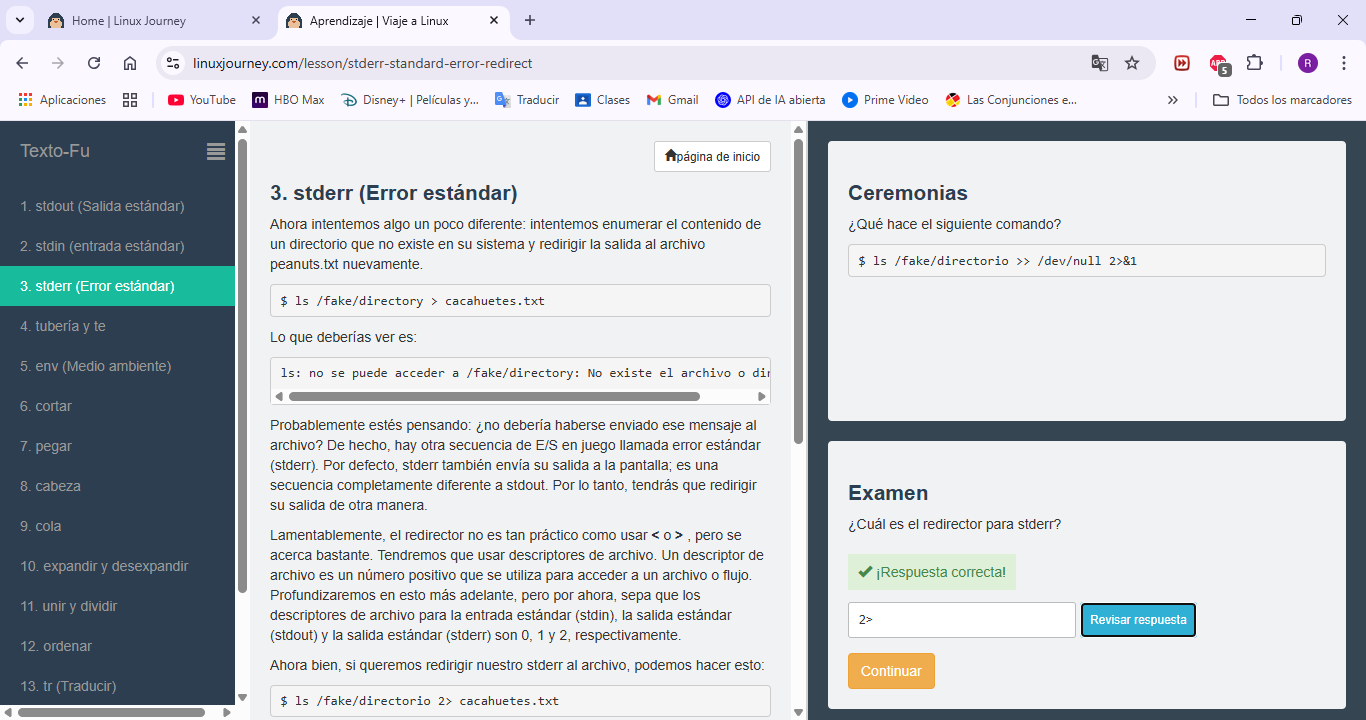 Home | Linux Journey
Aprendizaje | Viaje a Linux
linuxjourney.com/lesson/stderr-standard-error-redirect
5
R
Aplicaciones
YouTube
HBO Max
Disney+ | Películas y...
Traducir
Clases
Gmail
API de IA abierta
Prime Video
Las Conjunciones e...
Todos los marcadores
Texto-Fu
1. stdout (Salida estándar)
2. stdin (entrada estándar)
3. stderr (Error estándar)
4. tubería y te
5. env (Medio ambiente)
6. cortar
7. pegar
8. cabeza
9. cola
10. expandir y desexpandir
11. unir y dividir
12. ordenar
13. tr (Traducir)
página de inicio
3. stderr (Error estándar)
Ahora intentemos algo un poco diferente: intentemos enumerar el contenido de
un directorio que no existe en su sistema y redirigir la salida al archivo
peanuts.txt nuevamente.
$ ls /fake/directory > cacahuetes.txt
Lo que deberías ver es:
ls: no se puede acceder a /fake/directory: No existe el archivo o dir
Probablemente estés pensando: ¿no debería haberse enviado ese mensaje al
archivo? De hecho, hay otra secuencia de E/S en juego llamada error estándar
(stderr). Por defecto, stderr también envía su salida a la pantalla; es una
secuencia completamente diferente a stdout. Por lo tanto, tendrás que redirigir
su salida de otra manera.
Lamentablemente, el redirector no es tan práctico como usar < o > , pero se
acerca bastante. Tendremos que usar descriptores de archivo. Un descriptor de
archivo es un número positivo que se utiliza para acceder a un archivo o flujo.
Profundizaremos en esto más adelante, pero por ahora, sepa que los
descriptores de archivo para la entrada estándar (stdin), la salida estándar
(stdout) y la salida estándar (stderr) son 0, 1 y 2, respectivamente.
Ahora bien, si queremos redirigir nuestro stderr al archivo, podemos hacer esto:
$ ls /fake/directorio 2> cacahuetes.txt
Ceremonias
¿Qué hace el siguiente comando?
$ ls /fake/directorio >> /dev/null 2>&1
Examen
¿Cuál es el redirector para stderr?
¡Respuesta correcta!
2>
Revisar respuesta
Continuar